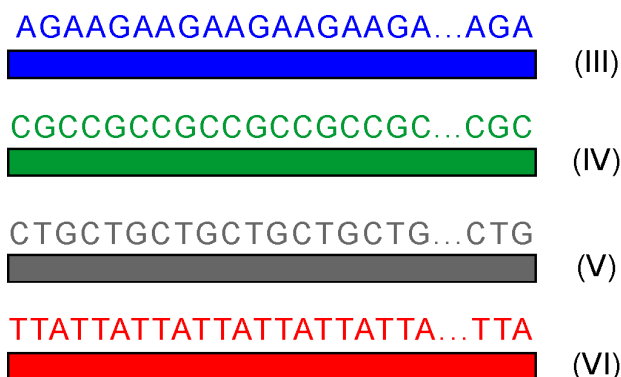 AGAAGAAGAAGAAGAAGA...AGA
(III)
CGCCGCCGCCGCCGCCGC...CGC
(IV)
CTGCTGCTGCTGCTGCTG...CTG
(V)
TTATTATTATTATTATTATTA...TTA
(VI)